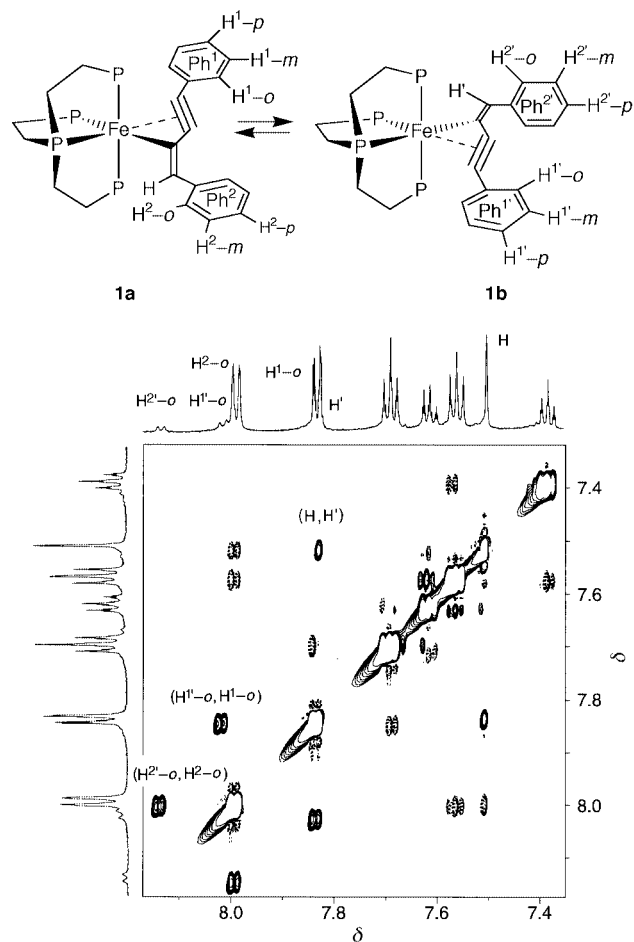 H¹–p
H¹–m
Ph¹
H¹–o
P
P
Fe
P
P
H
H²–o
Ph²
H²–p
H²–m
1a
P
P
Fe
P
P
H'
H²'–o
H²'–m
Ph²'
H²'–p
H¹'–o
Ph¹'
H¹'–m
H¹'–p
1b
H
H²–o
H¹–o
H²'–o
H¹'–o
H'
(H,H')
(H¹'–o,H¹–o)
(H²'–o,H²–o)
7.4
7.6
7.8
8.0
δ
8.0
7.8
7.6
7.4
δ